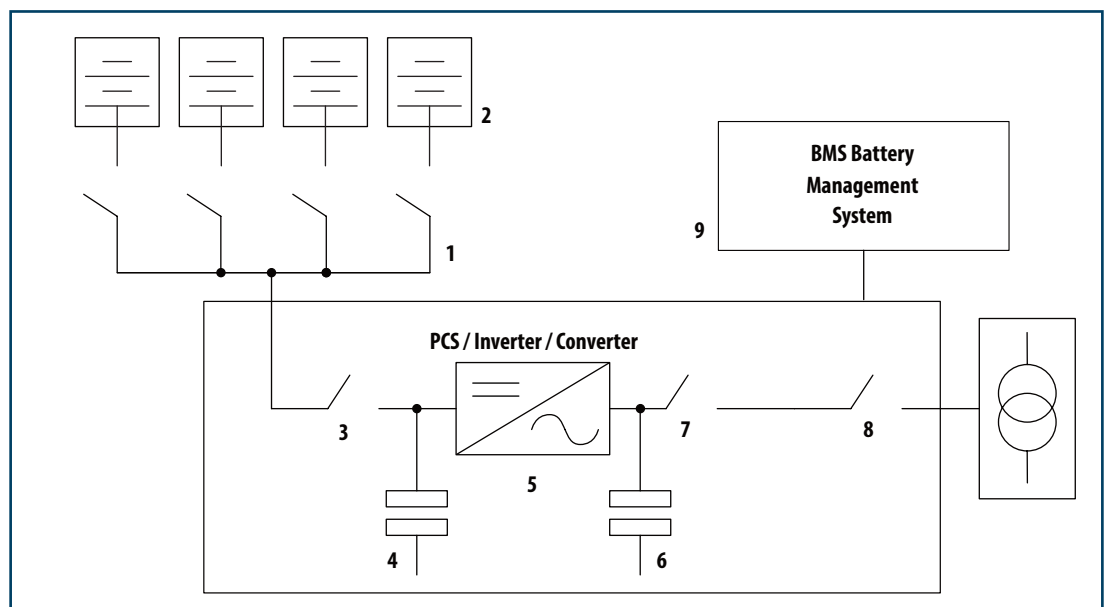 2
BMS Battery
Management
System
9
1
PCS / Inverter / Converter
3
7
8
5
4
6